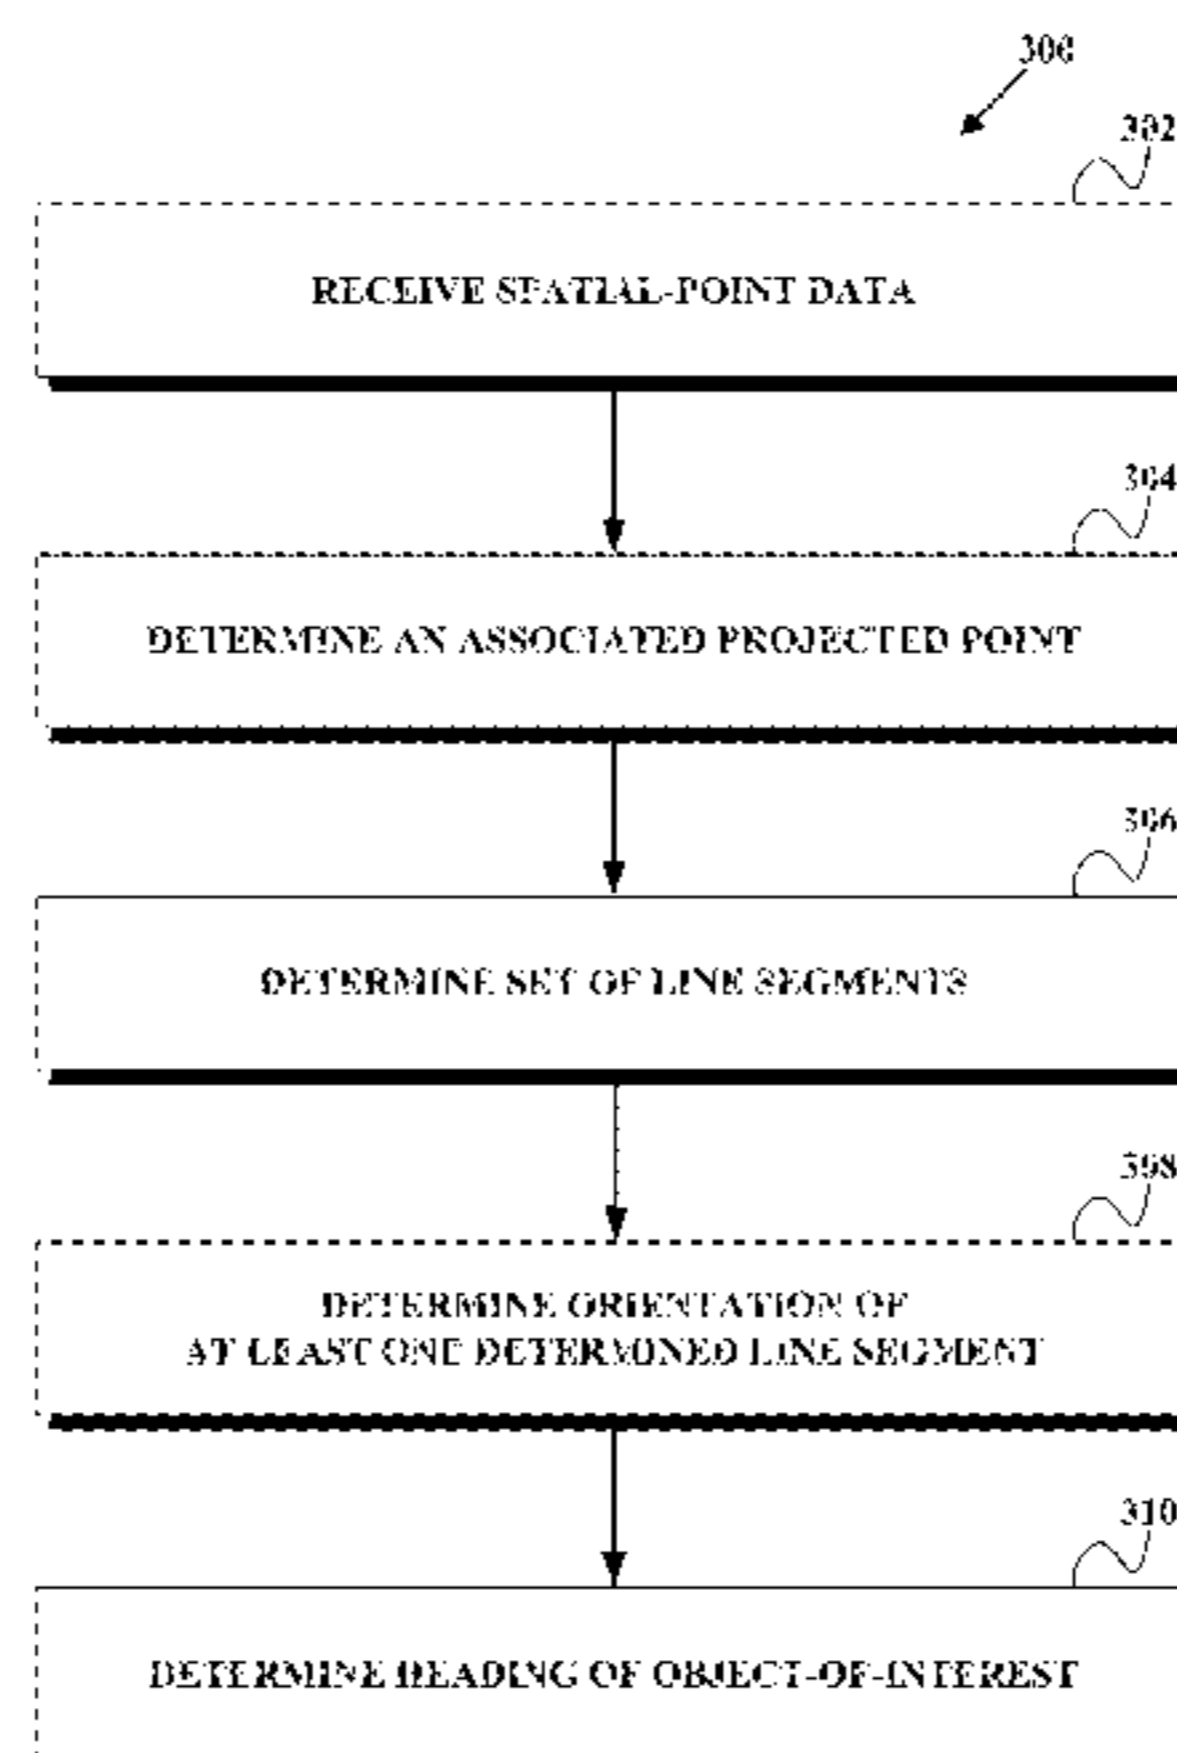 300
302
RECEIVE SPATIAL-POINT DATA
304
DETERMINE AN ASSOCIATED PROJECTED POINT
306
DETERMINE SET OF LINE SEGMENTS
308
DETERMINE ORIENTATION OF
AT LEAST ONE DETERMINED LINE SEGMENT
310
DETERMINE HEADING OF OBJECT-OF-INTEREST